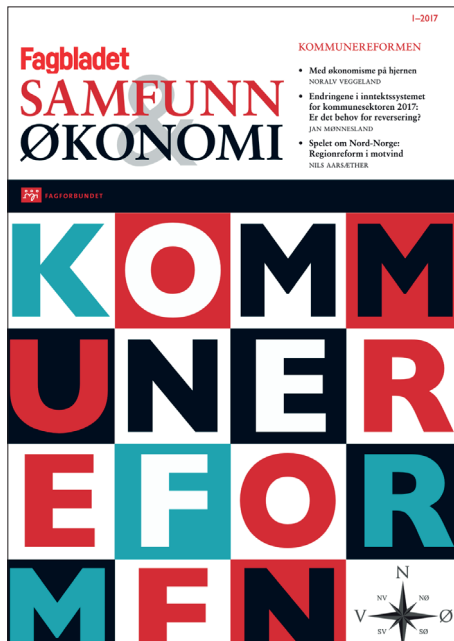 1–2017
Fagbladet
SAMFUNN
&
ØKONOMI
KOMMUNEREFORMEN
• Med økonomisme på hjernen
NORALV VEGGELAND
• Endringene i inntektssystemet
for kommunesektoren 2017:
Er det behov for reversering?
JAN MØNNESLAND
• Spelet om Nord-Norge:
Regionreform i motvind
NILS AARSÆTHER
FAGFORBUNDET
KOMM
UNER
EFOR
MEN
N
NV NØ
V Ø
SV SØ